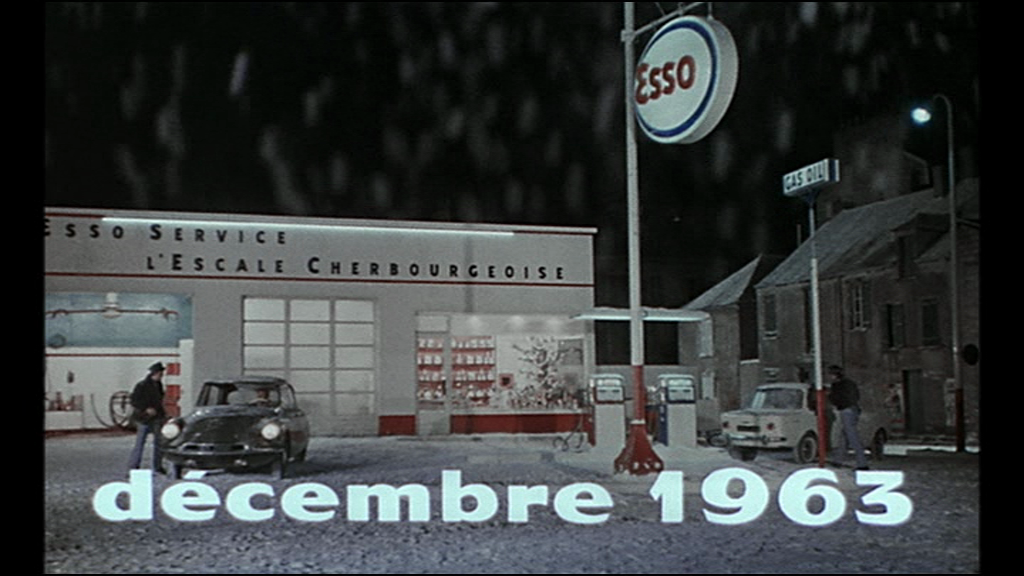 Esso
GAS OIL
ESSO SERVICE
L'ESCALE CHERBOURGEOISE
décembre 1963